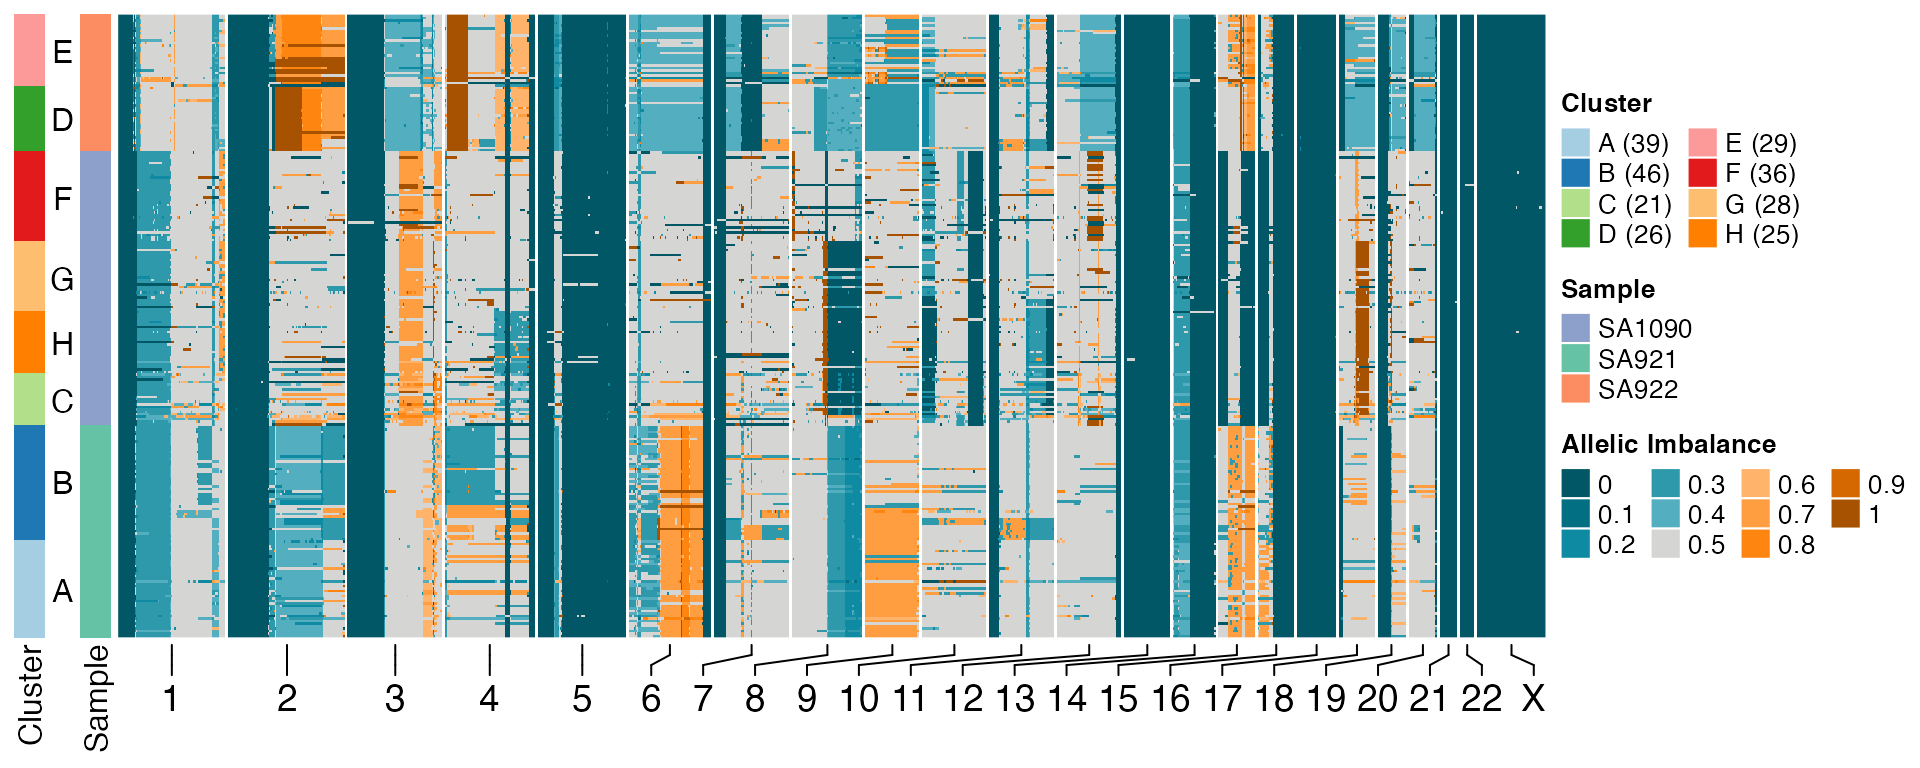 E
D
F
G
H
C
B
A
Cluster
Sample
1 2 3 4 5 6 7 8 9 10 11 12 13 14 15 16 17 18 19 20 21 22 X
Cluster
A (39) E (29)
B (46) F (36)
C (21) G (28)
D (26) H (25)
Sample
SA1090
SA921
SA922
Allelic Imbalance
0 0.3 0.6 0.9
0.1 0.4 0.7 1
0.2 0.5 0.8